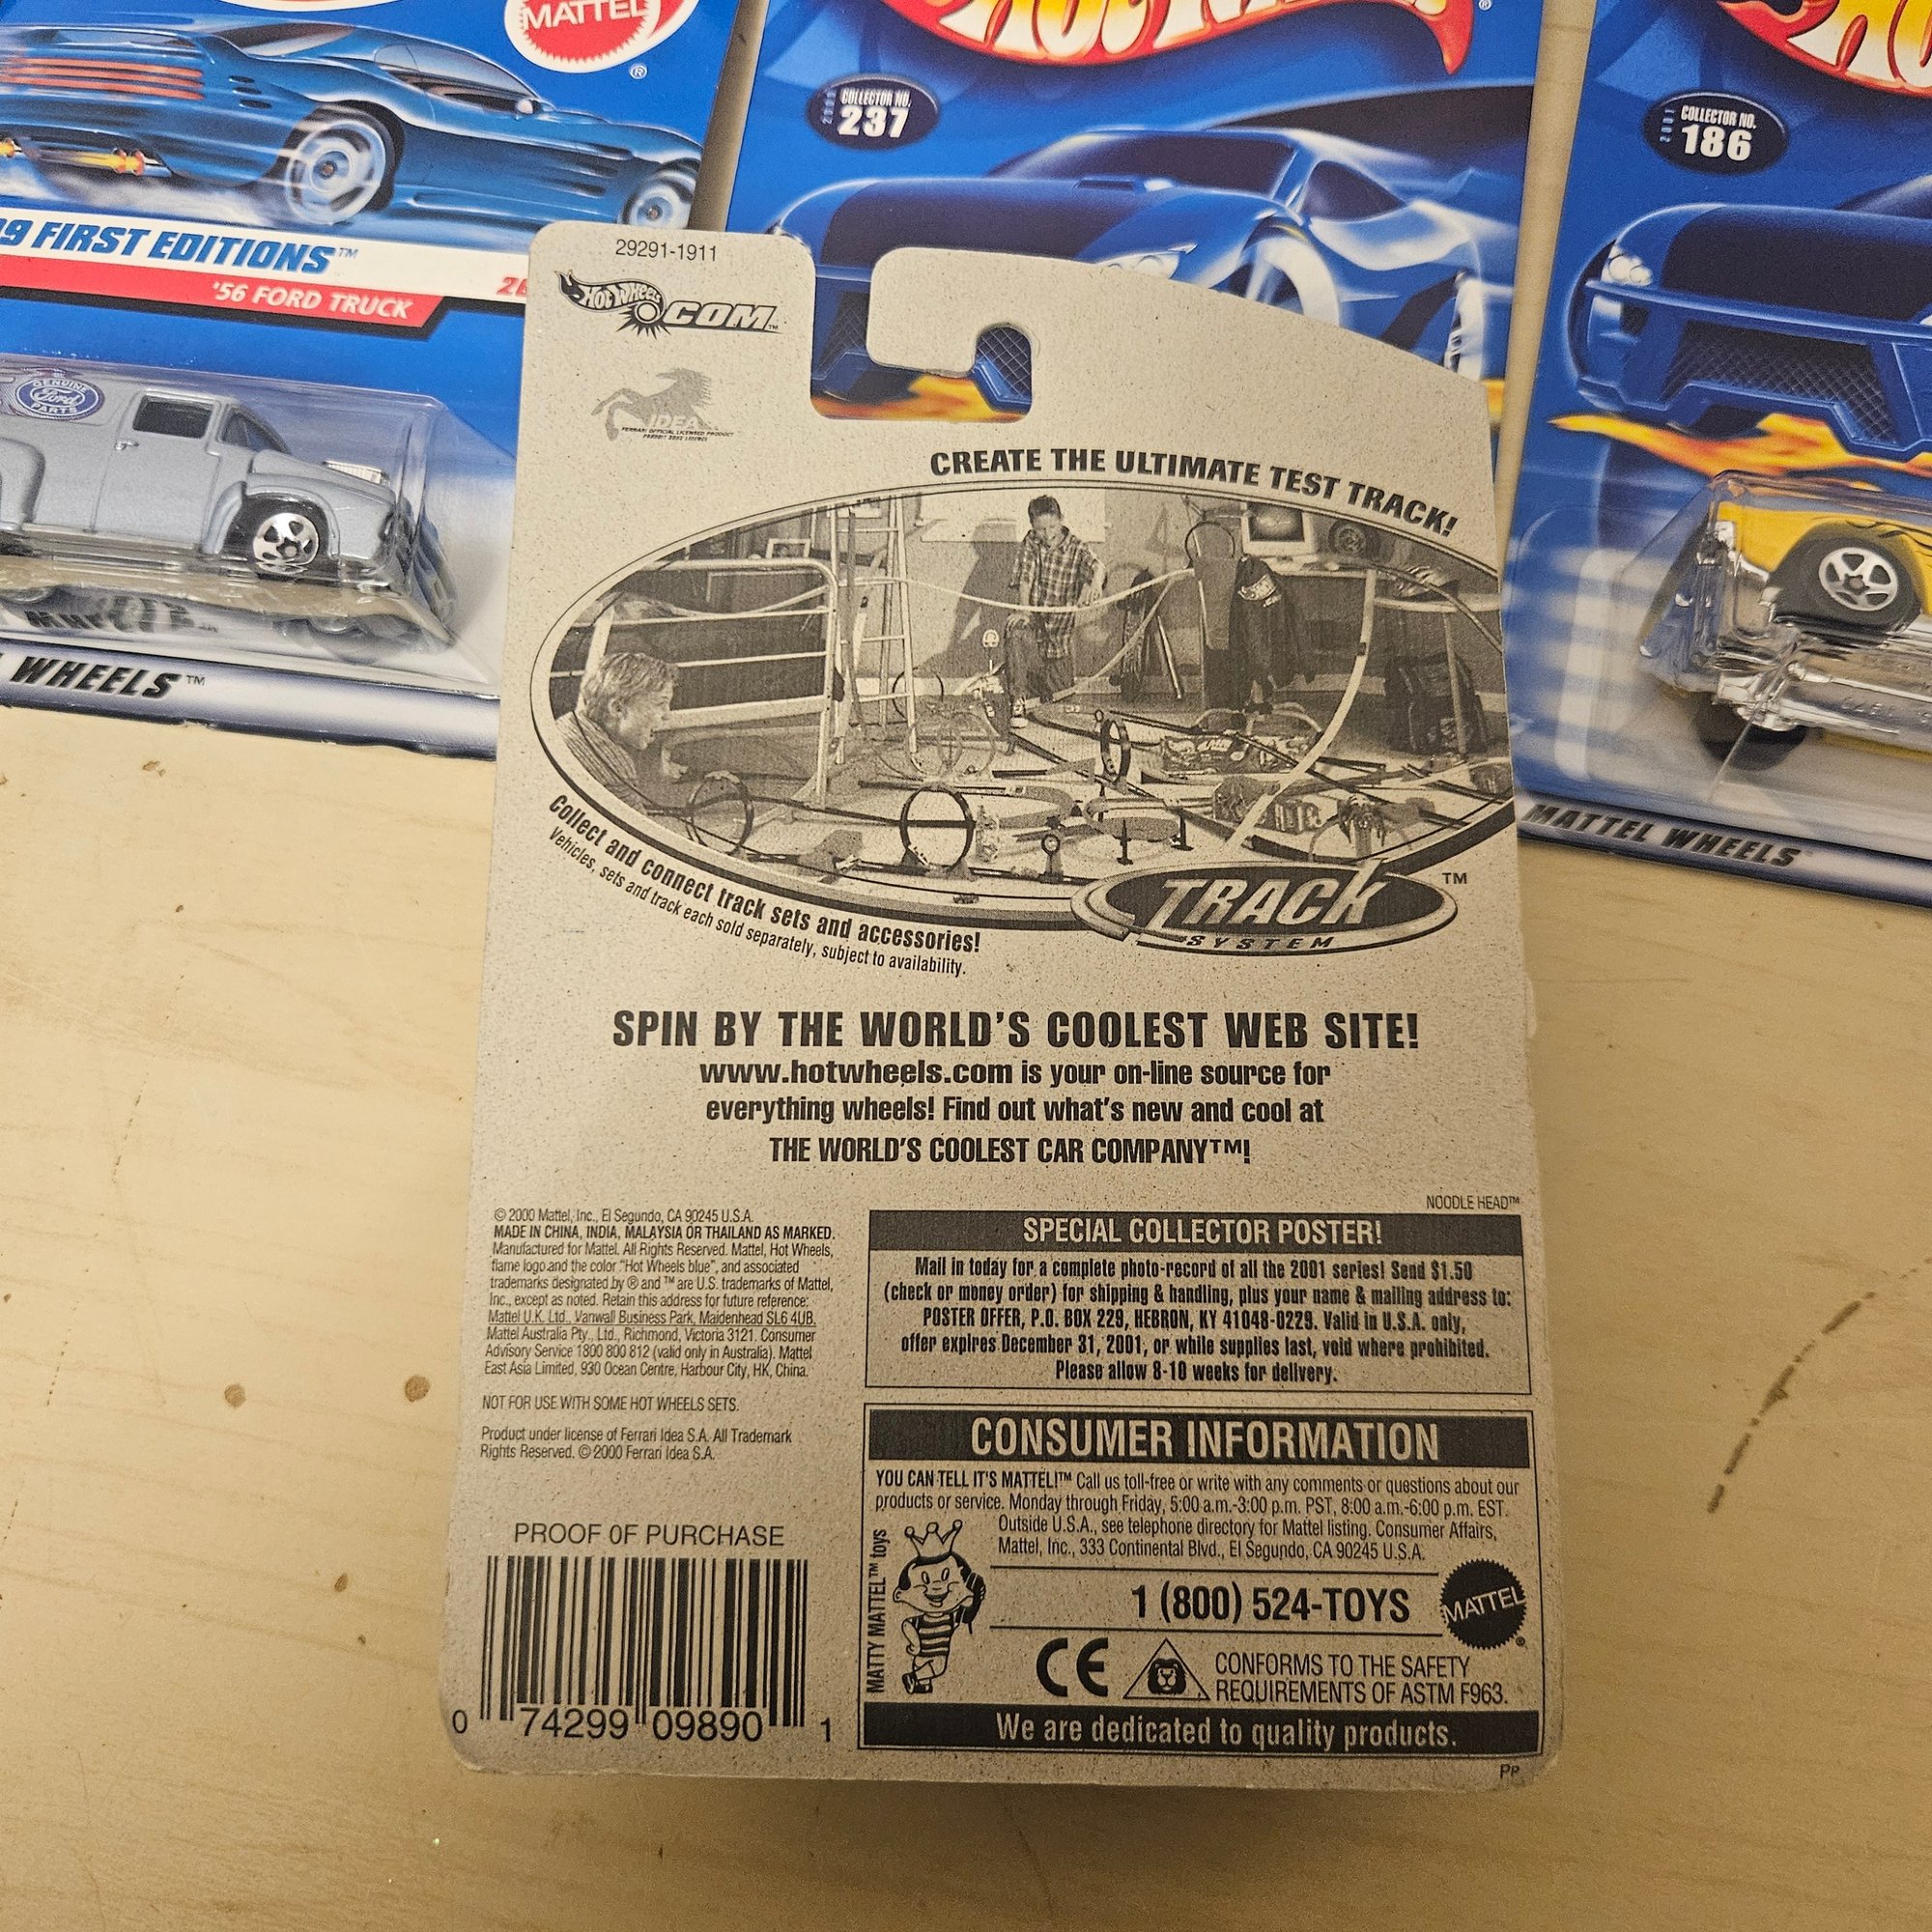 MATTEL
®
COLLECTOR NO.
237
COLLECTOR NO.
186
9 FIRST EDITIONS™
'56 FORD TRUCK
GENUINE
Ford
PARTS
WHEELS™
MATTEL WHEELS
29291-1911
HOT WHEELS
.COM™
IDEA
FERRARI OFFICIAL LICENSED PRODUCT
CREATE THE ULTIMATE TEST TRACK!
Collect and connect track sets and accessories!
Vehicles, sets and track each sold separately, subject to availability.
TRACK™
SYSTEM
SPIN BY THE WORLD'S COOLEST WEB SITE!
www.hotwheels.com is your on-line source for
everything wheels! Find out what's new and cool at
THE WORLD'S COOLEST CAR COMPANY™!
© 2000 Mattel, Inc., El Segundo, CA 90245 U.S.A.
MADE IN CHINA, INDIA, MALAYSIA OR THAILAND AS MARKED.
Manufactured for Mattel. All Rights Reserved. Mattel, Hot Wheels,
flame logo and the color "Hot Wheels blue", and associated
trademarks designated by ® and ™ are U.S. trademarks of Mattel,
Inc., except as noted. Retain this address for future reference:
Mattel U.K. Ltd., Vanwall Business Park, Maidenhead SL6 4UB.
Mattel Australia Pty., Ltd., Richmond, Victoria 3121. Consumer
Advisory Service 1800 800 812 (valid only in Australia). Mattel
East Asia Limited, 930 Ocean Centre, Harbour City, HK, China.
NOT FOR USE WITH SOME HOT WHEELS SETS.
Product under license of Ferrari Idea S.A. All Trademark
Rights Reserved. © 2000 Ferrari Idea S.A.
PROOF OF PURCHASE
0 74299 09890 1
NOODLE HEAD™
SPECIAL COLLECTOR POSTER!
Mail in today for a complete photo-record of all the 2001 series! Send $1.50
(check or money order) for shipping & handling, plus your name & mailing address to:
POSTER OFFER, P.O. BOX 229, HEBRON, KY 41048-0229. Valid in U.S.A. only,
offer expires December 31, 2001, or while supplies last, void where prohibited.
Please allow 8-10 weeks for delivery.
CONSUMER INFORMATION
YOU CAN TELL IT'S MATTEL!™ Call us toll-free or write with any comments or questions about our
products or service. Monday through Friday, 5:00 a.m.-3:00 p.m. PST, 8:00 a.m.-6:00 p.m. EST.
Outside U.S.A., see telephone directory for Mattel listing. Consumer Affairs,
Mattel, Inc., 333 Continental Blvd., El Segundo, CA 90245 U.S.A.
MATTY MATTEL™ toys
1 (800) 524-TOYS
MATTEL®
CE
CONFORMS TO THE SAFETY
REQUIREMENTS OF ASTM F963.
We are dedicated to quality products.
PP